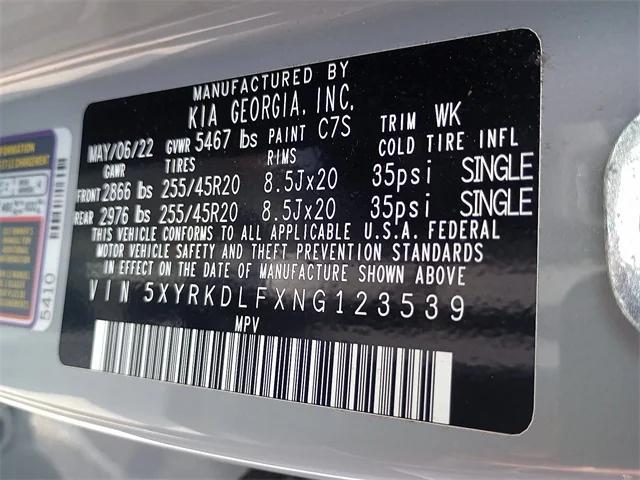 MANUFACTURED BY
KIA GEORGIA, INC.
MAY/06/22 GVWR 5467 lbs PAINT C7S TRIM WK
GAWR TIRES RIMS COLD TIRE INFL
FRONT 2866 lbs 255/45R20 8.5Jx20 35psi SINGLE
REAR 2976 lbs 255/45R20 8.5Jx20 35psi SINGLE
THIS VEHICLE CONFORMS TO ALL APPLICABLE U.S.A. FEDERAL
MOTOR VEHICLE SAFETY AND THEFT PREVENTION STANDARDS
IN EFFECT ON THE DATE OF MANUFACTURE SHOWN ABOVE
VIN 5XYRKDLFXNG123539
MPV
5410